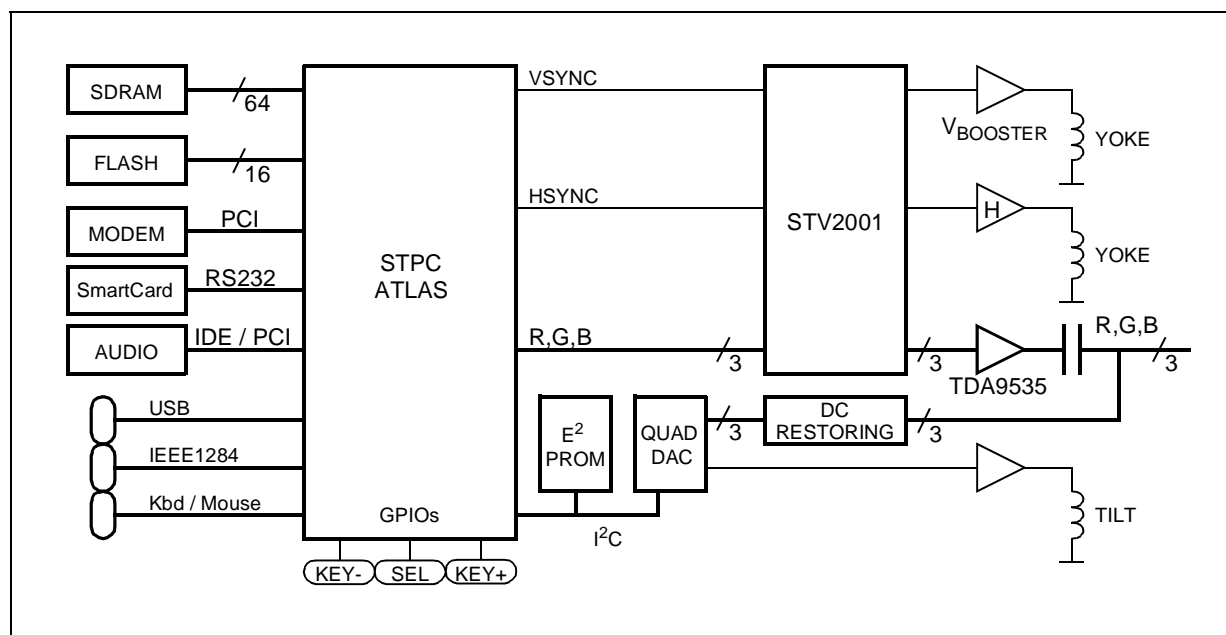 SDRAM
64
FLASH
16
MODEM
PCI
SmartCard
RS232
AUDIO
IDE / PCI
USB
IEEE1284
Kbd / Mouse
STPC
ATLAS
GPIOs
KEY-
SEL
KEY+
VSYNC
HSYNC
R,G,B
3
STV2001
VBOOSTER
YOKE
H
YOKE
3
TDA9535
R,G,B
3
E2
PROM
QUAD
DAC
3
DC
RESTORING
3
I2C
TILT